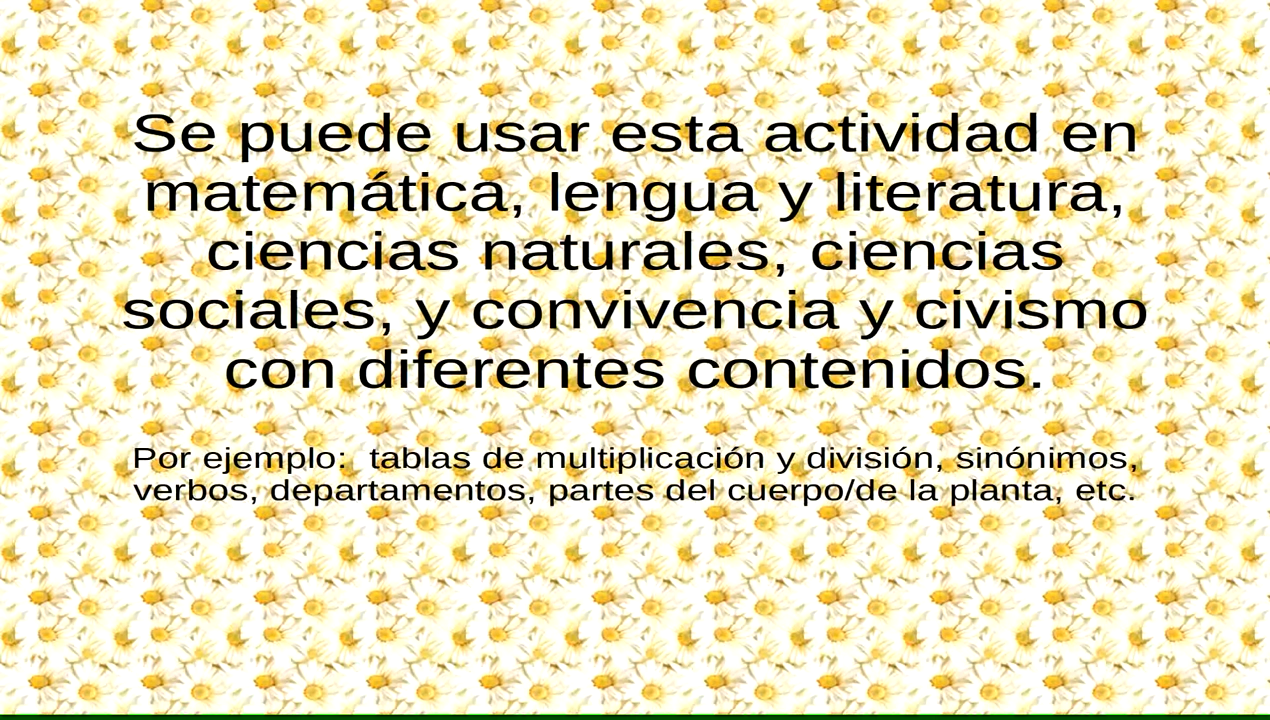 Se puede usar esta actividad en
matemática, lengua y literatura,
ciencias naturales, ciencias
sociales, y convivencia y civismo
con diferentes contenidos.
Por ejemplo:  tablas de multiplicación y división, sinónimos,
verbos, departamentos, partes del cuerpo/de la planta, etc.